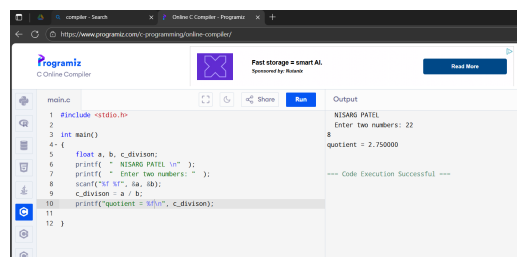 compiler - Search
Online C Compiler - Programiz
https://www.programiz.com/c-programming/online-compiler/
Programiz
C Online Compiler
Fast storage = smart AI.
Sponsored by: Nutanix
Read More
main.c
Share
Run
Output
1 #include <stdio.h>
2
3 int main()
4 {
5 float a, b, c_divison;
6 printf(  "  NISARG PATEL \n"  );
7 printf(  "  Enter two numbers: "  );
8 scanf("%f %f", &a, &b);
9 c_divison = a / b;
10 printf("quotient = %f\n", c_divison);
11
12 }
NISARG PATEL
Enter two numbers: 22
8
quotient = 2.750000
=== Code Execution Successful ===